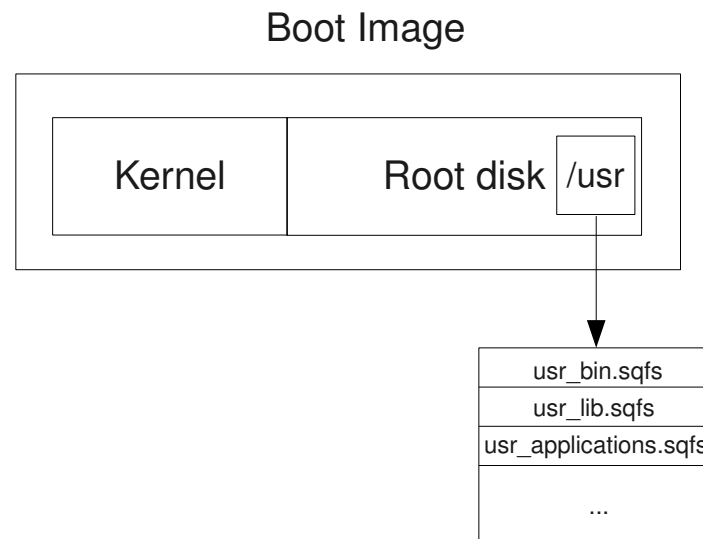 Boot Image
Kernel
Root disk
/usr
usr_bin.sqfs
usr_lib.sqfs
usr_applications.sqfs
...